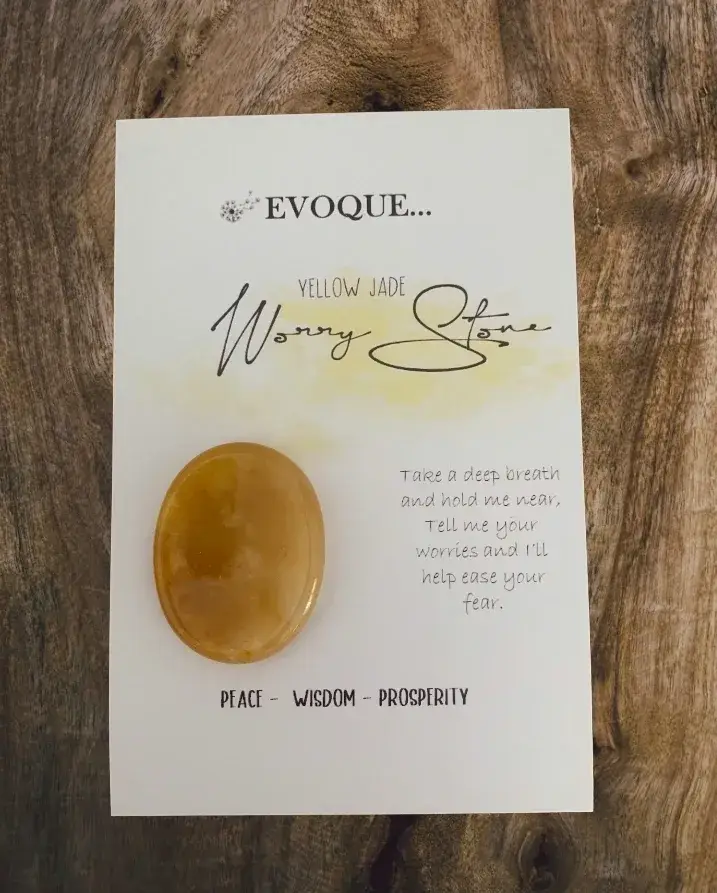 EVOQUE...
YELLOW JADE
Worry Stone
Take a deep breath
and hold me near,
Tell me your
worries and I'll
help ease your
fear.
PEACE - WISDOM - PROSPERITY